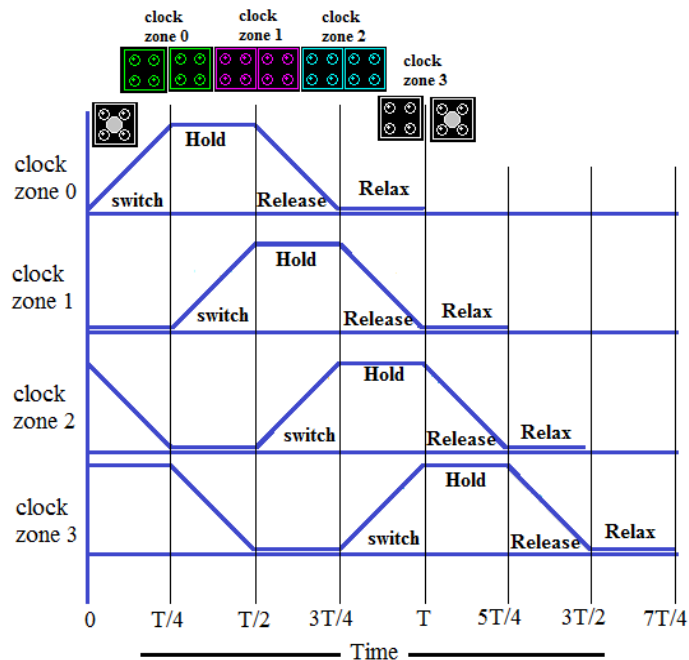 clock
zone 0
clock
zone 1
clock
zone 2
clock
zone 3
clock
zone 0
Hold
switch
Release
Relax
clock
zone 1
Hold
switch
Release
Relax
clock
zone 2
Hold
switch
Release
Relax
clock
zone 3
Hold
switch
Release
Relax
0 T/4 T/2 3T/4 T 5T/4 3T/2 7T/4
Time